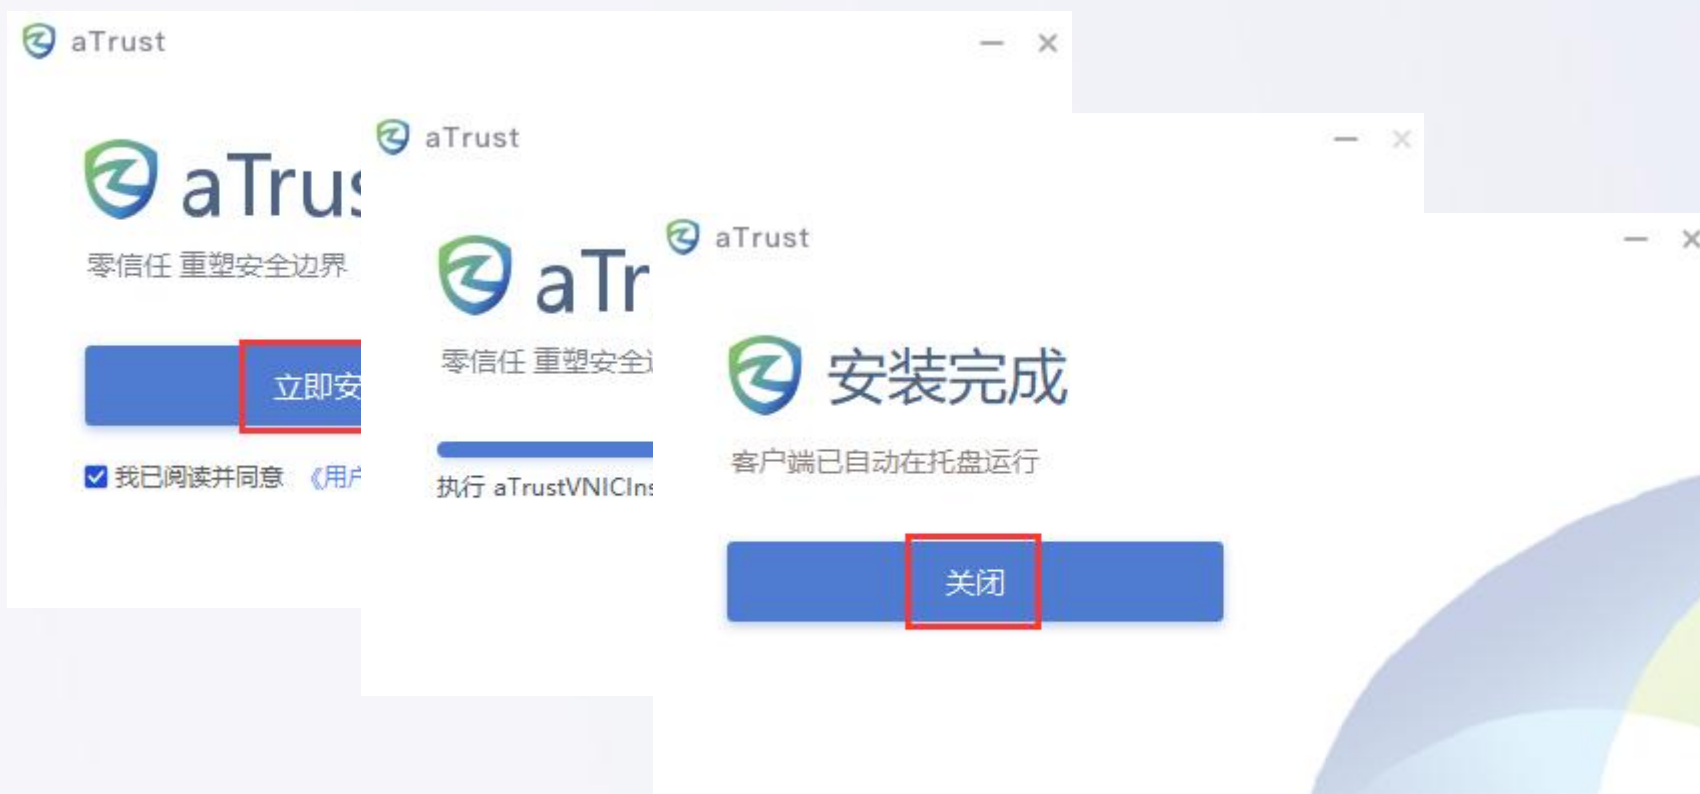 aTrust
aTrus
零信任 重塑安全边界
立即安
我已阅读并同意 《用户
aTrust
aTr
零信任 重塑安全
执行 aTrustVNICIns
aTrust
安装完成
客户端已自动在托盘运行
关闭